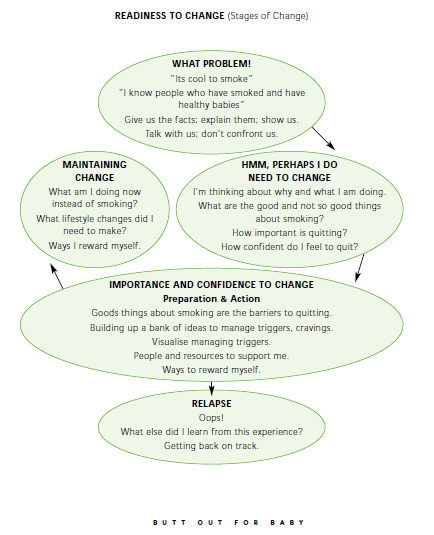 READINESS TO CHANGE (Stages of Change)
WHAT PROBLEM!
"Its cool to smoke"
"I know people who have smoked and have
healthy babies"
Give us the facts; explain them; show us.
Talk with us; don't confront us.
MAINTAINING
CHANGE
What am I doing now
instead of smoking?
What lifestyle changes did I
need to make?
Ways I reward myself.
HMM, PERHAPS I DO
NEED TO CHANGE
I'm thinking about why and what I am doing.
What are the good and not so good things
about smoking?
How important is quitting?
How confident do I feel to quit?
IMPORTANCE AND CONFIDENCE TO CHANGE
Preparation & Action
Goods things about smoking are the barriers to quitting.
Building up a bank of ideas to manage triggers, cravings.
Visualise managing triggers.
People and resources to support me.
Ways to reward myself.
RELAPSE
Oops!
What else did I learn from this experience?
Getting back on track.
BUTT OUT FOR BABY